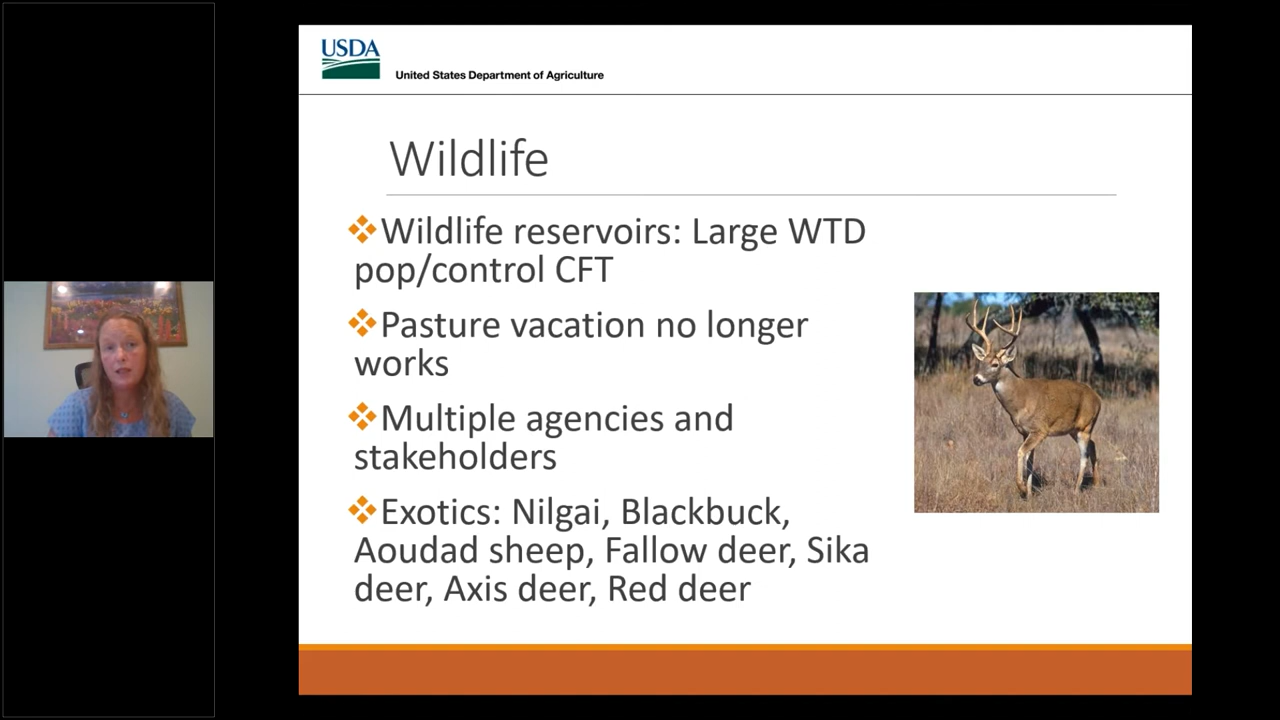 USDA
United States Department of Agriculture
Wildlife
Wildlife reservoirs: Large WTD
pop/control CFT
Pasture vacation no longer
works
Multiple agencies and
stakeholders
Exotics: Nilgai, Blackbuck,
Aoudad sheep, Fallow deer, Sika
deer, Axis deer, Red deer